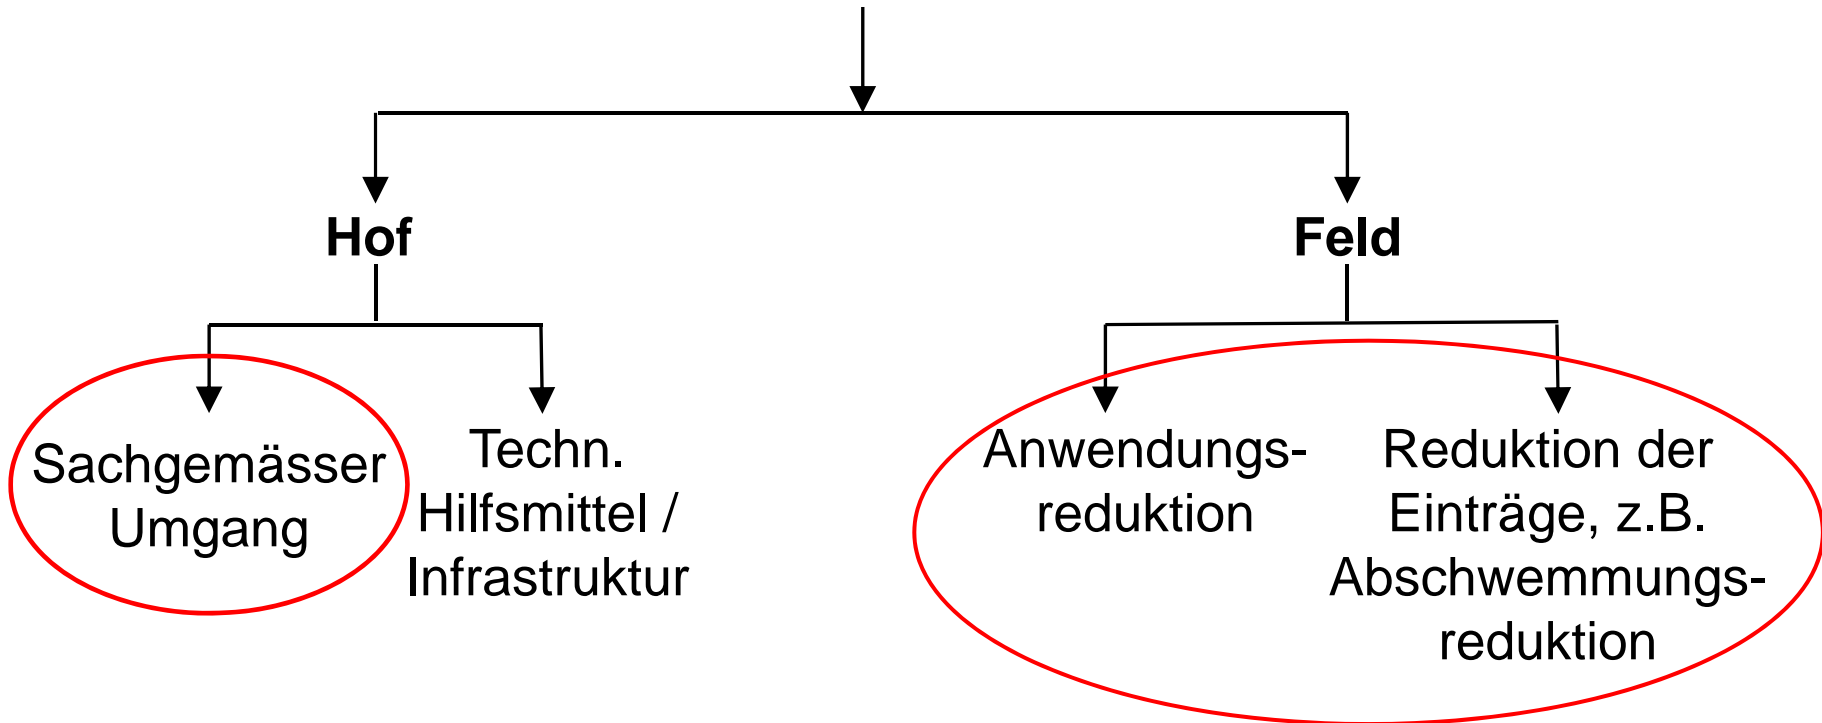 Hof
Feld
Sachgemässer
Umgang
Techn.
Hilfsmittel /
Infrastruktur
Anwendungs-
reduktion
Reduktion der
Einträge, z.B.
Abschwemmungs-
reduktion